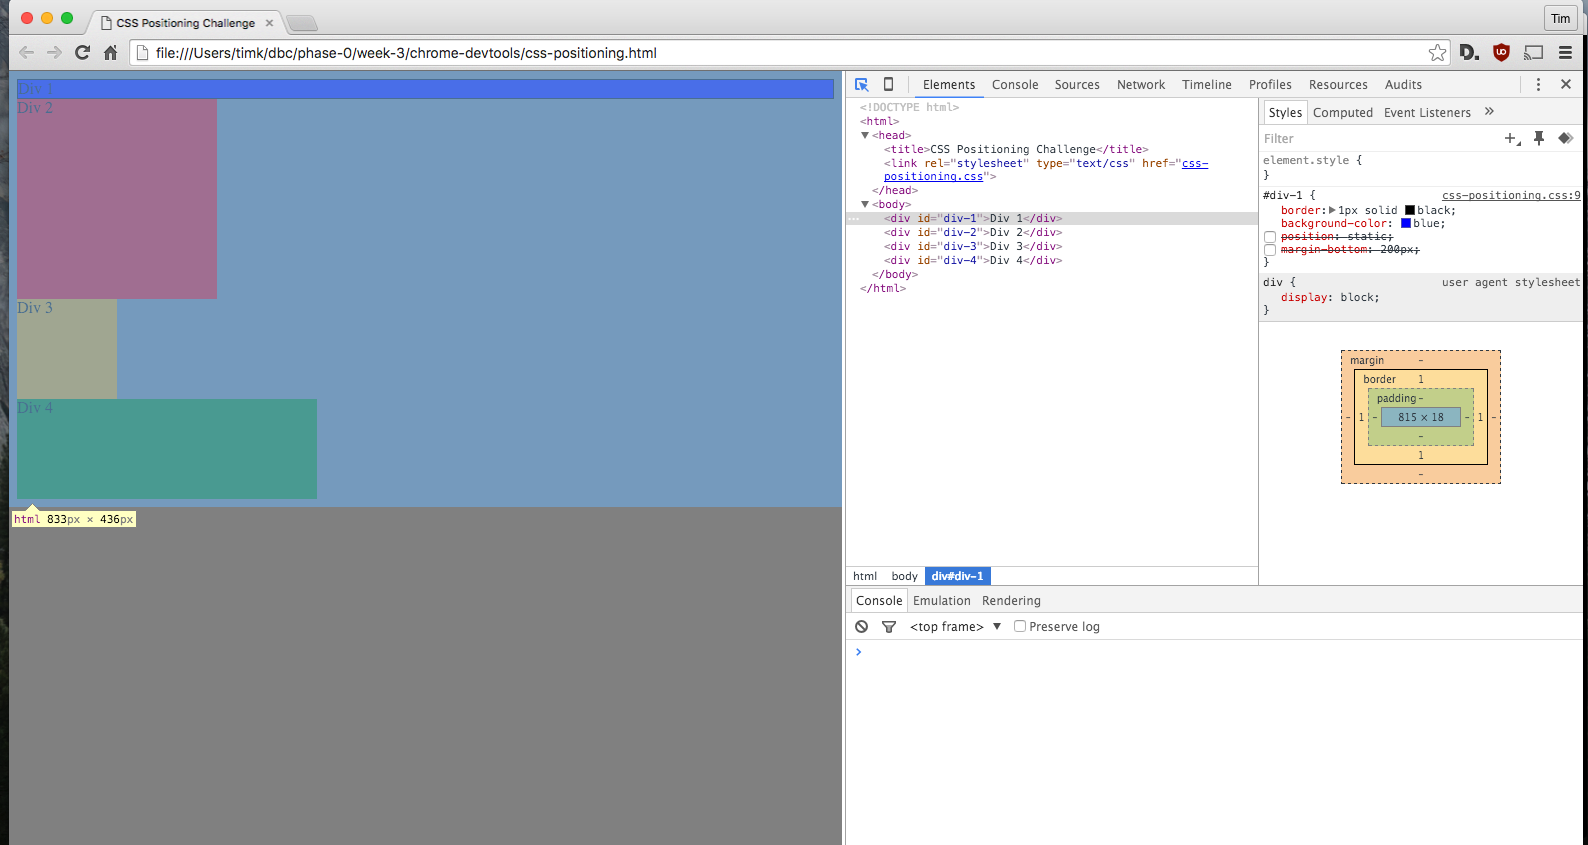 CSS Positioning Challenge
Tim
file:///Users/timk/dbc/phase-0/week-3/chrome-devtools/css-positioning.html
D.
Div 1
Div 2
Div 3
Div 4
html 833px × 436px
Elements Console Sources Network Timeline Profiles Resources Audits
<!DOCTYPE html>
<html>
<head>
<title>CSS Positioning Challenge</title>
<link rel="stylesheet" type="text/css" href="css-
positioning.css">
</head>
<body>
<div id="div-1">Div 1</div>
<div id="div-2">Div 2</div>
<div id="div-3">Div 3</div>
<div id="div-4">Div 4</div>
</body>
</html>
html body div#div-1
Styles Computed Event Listeners »
Filter
element.style {
}
#div-1 { css-positioning.css:9
border: 1px solid black;
background-color: blue;
position: static;
margin-bottom: 200px;
}
div { user agent stylesheet
display: block;
}
margin -
border 1
padding -
- 1 - 815 × 18 - 1 -
-
1
-
Console Emulation Rendering
<top frame> ▼ Preserve log
>